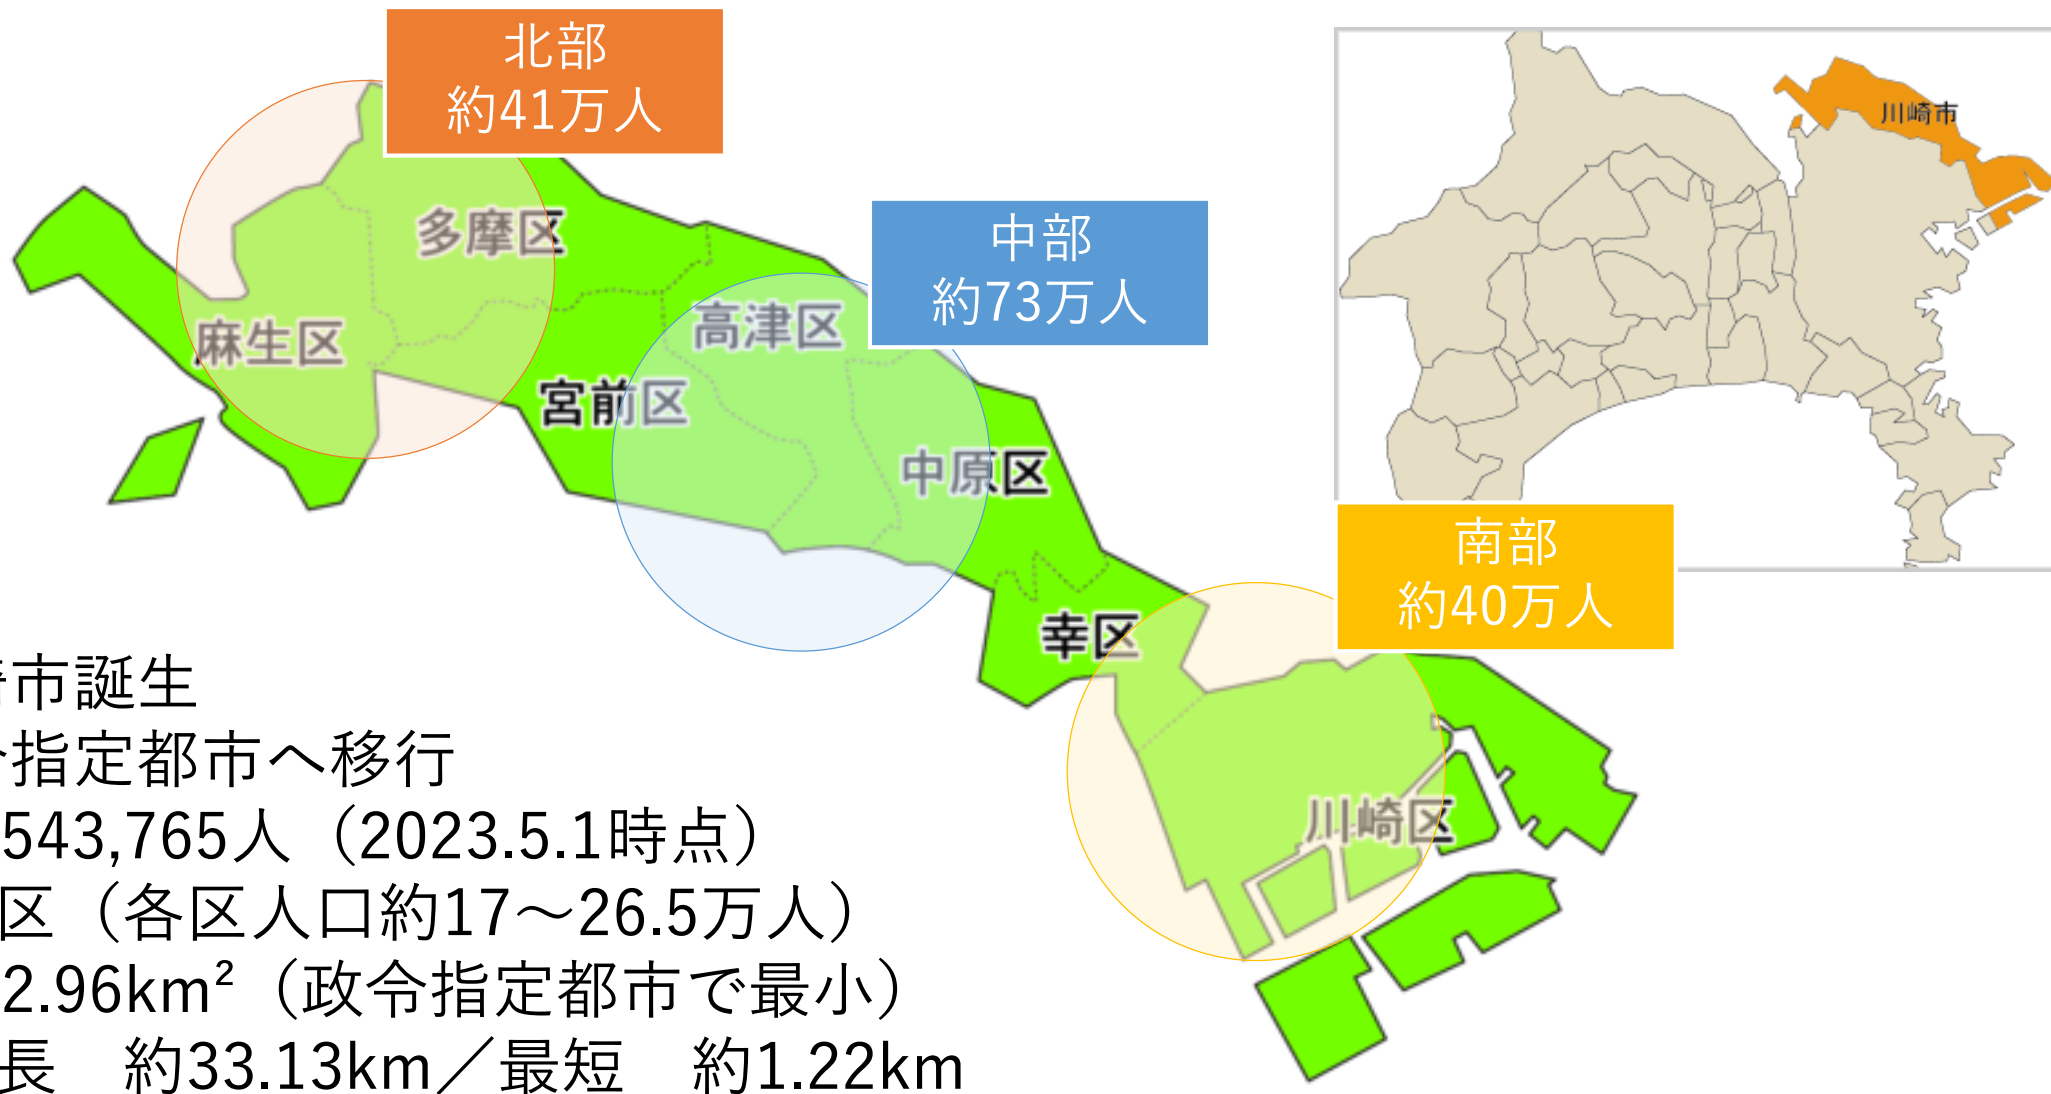 北部
約41万人
川崎市
多摩区
中部
約73万人
高津区
麻生区
宮前区
中原区
南部
約40万人
幸区
市誕生
指定都市へ移行
543,765人（2023.5.1時点）
区（各区人口約17～26.5万人）
2.96km²（政令指定都市で最小）
長　約33.13km／最短　約1.22km
川崎区